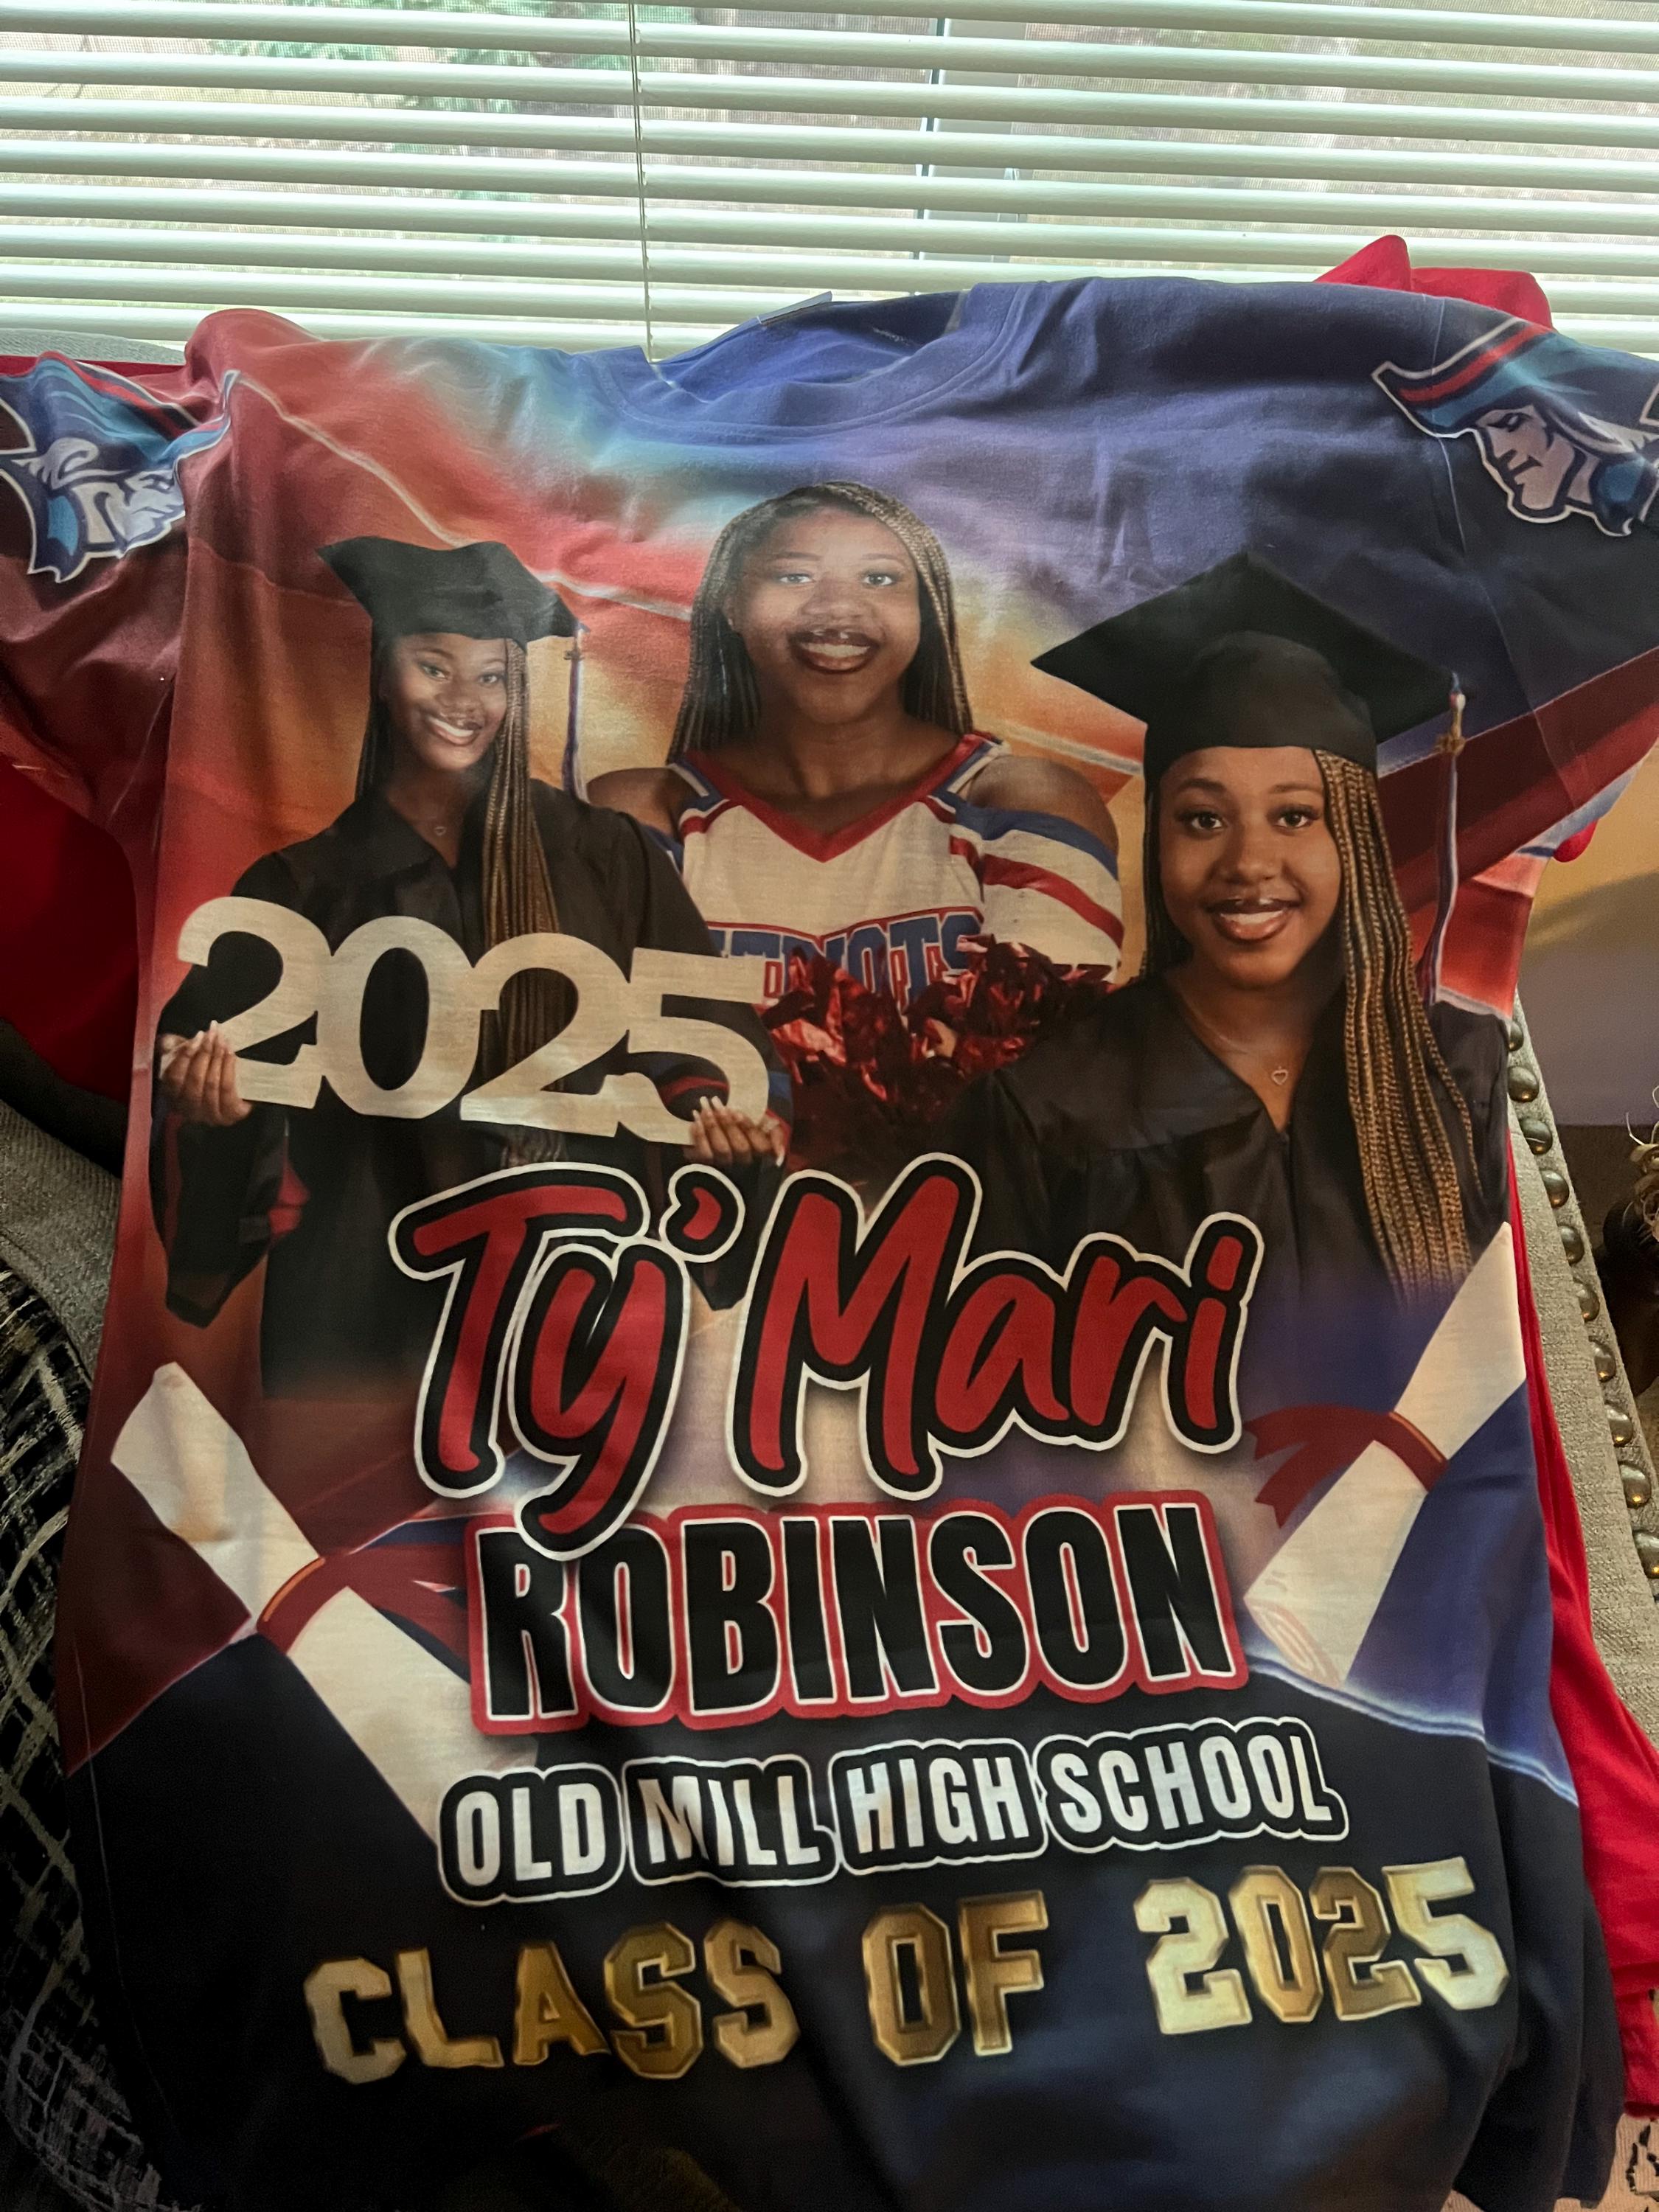 2025
Ty'Mari
ROBINSON
OLD MILL HIGH SCHOOL
CLASS OF 2025